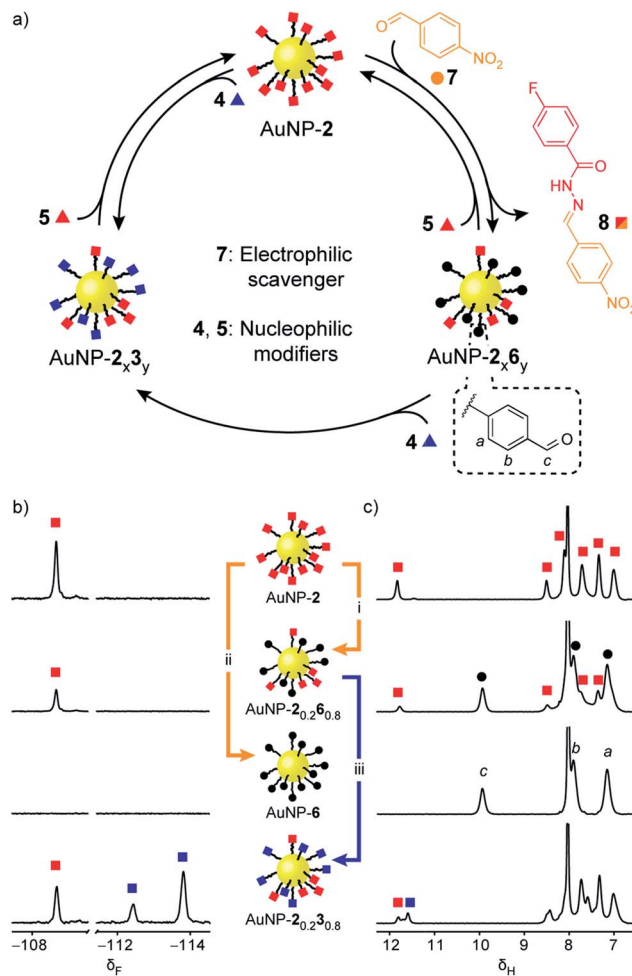 a)
O
NO₂
7
4
AuNP-2
F
O
HN
N
8
NO₂
5
5
7: Electrophilic
scavenger
4, 5: Nucleophilic
modifiers
AuNP-2ₓ3ᵧ
AuNP-2ₓ6ᵧ
4
a
b
c
O
b)
c)
AuNP-2
i
ii
AuNP-2₀.₂6₀.₈
AuNP-6
iii
c
b
a
AuNP-2₀.₂3₀.₈
−108
−112
−114
δF
12
11
10
9
8
7
δH